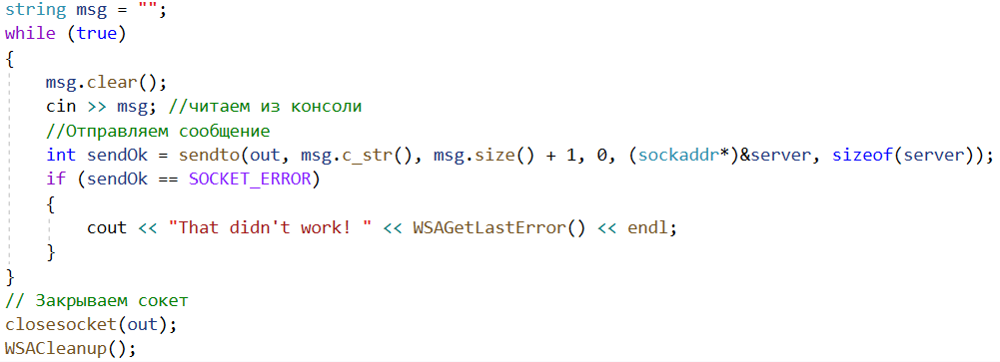 string msg = "";
while (true)
{
    msg.clear();
    cin >> msg; //читаем из консоли
    //Отправляем сообщение
    int sendOk = sendto(out, msg.c_str(), msg.size() + 1, 0, (sockaddr*)&server, sizeof(server));
    if (sendOk == SOCKET_ERROR)
    {
        cout << "That didn't work! " << WSAGetLastError() << endl;
    }
}
// Закрываем сокет
closesocket(out);
WSACleanup();